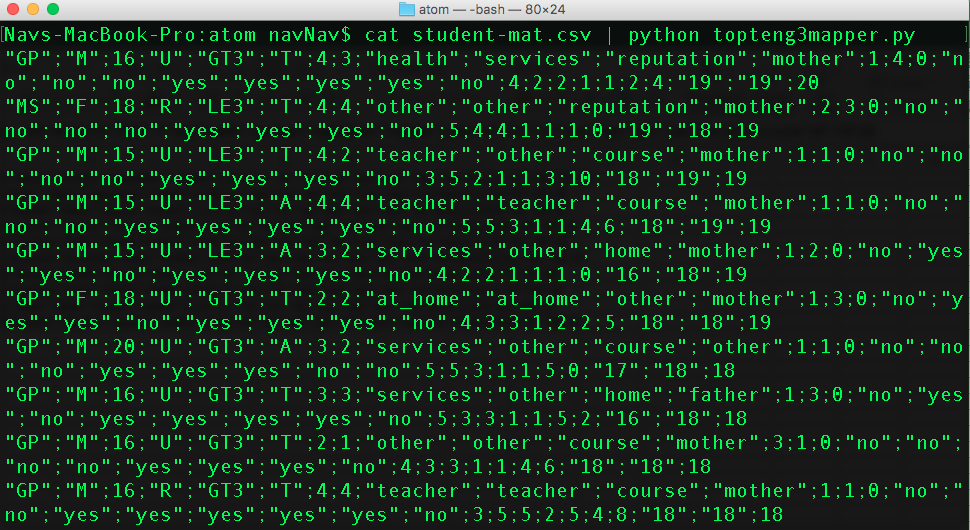 atom — -bash — 80×24
[Navs-MacBook-Pro:atom navNav$ cat student-mat.csv | python topteng3mapper.py ]
"GP";"M";16;"U";"GT3";"T";4;3;"health";"services";"reputation";"mother";1;4;0;"n
o";"no";"no";"yes";"yes";"yes";"yes";"no";4;2;2;1;1;2;4;"19";"19";20
"MS";"F";18;"R";"LE3";"T";4;4;"other";"other";"reputation";"mother";2;3;0;"no";"
no";"no";"no";"yes";"yes";"yes";"no";5;4;4;1;1;1;0;"19";"18";19
"GP";"M";15;"U";"LE3";"T";4;2;"teacher";"other";"course";"mother";1;1;0;"no";"no
";"no";"no";"yes";"yes";"yes";"no";3;5;2;1;1;3;10;"18";"19";19
"GP";"M";15;"U";"LE3";"A";4;4;"teacher";"teacher";"course";"mother";1;1;0;"no";"
no";"no";"yes";"yes";"yes";"yes";"no";5;5;3;1;1;4;6;"18";"19";19
"GP";"M";15;"U";"LE3";"A";3;2;"services";"other";"home";"mother";1;2;0;"no";"yes
";"yes";"no";"yes";"yes";"yes";"no";4;2;2;1;1;1;0;"16";"18";19
"GP";"F";18;"U";"GT3";"T";2;2;"at_home";"at_home";"other";"mother";1;3;0;"no";"y
es";"yes";"no";"yes";"yes";"yes";"no";4;3;3;1;2;2;5;"18";"18";19
"GP";"M";20;"U";"GT3";"A";3;2;"services";"other";"course";"other";1;1;0;"no";"no
";"no";"yes";"yes";"yes";"no";"no";5;5;3;1;1;5;0;"17";"18";18
"GP";"M";16;"U";"GT3";"T";3;3;"services";"other";"home";"father";1;3;0;"no";"yes
";"no";"yes";"yes";"yes";"yes";"no";5;3;3;1;1;5;2;"16";"18";18
"GP";"M";16;"U";"GT3";"T";2;1;"other";"other";"course";"mother";3;1;0;"no";"no";
"no";"no";"yes";"yes";"yes";"no";4;3;3;1;1;4;6;"18";"18";18
"GP";"M";16;"R";"GT3";"T";4;4;"teacher";"teacher";"course";"mother";1;1;0;"no";"
no";"yes";"yes";"yes";"yes";"yes";"no";3;5;5;2;5;4;8;"18";"18";18